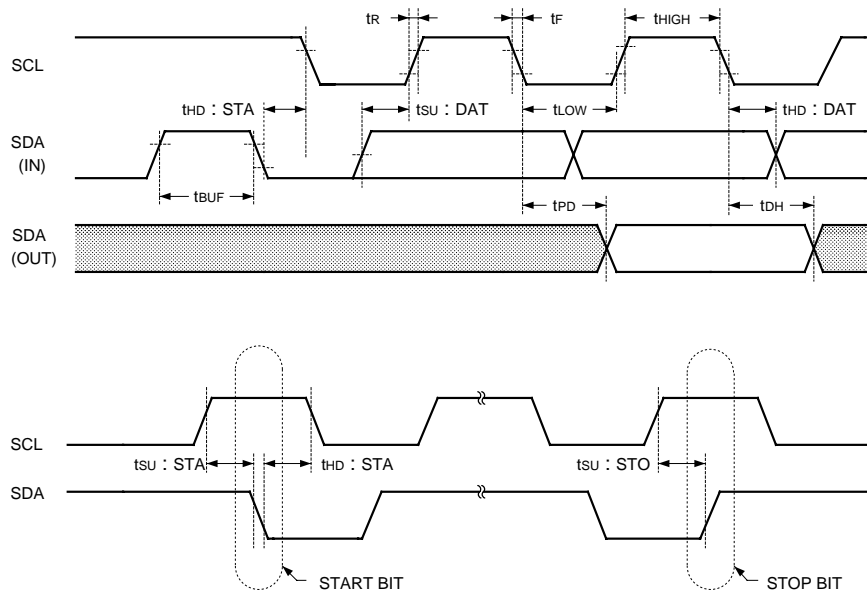 tR
tF
tHIGH
SCL
tHD : STA
tSU : DAT
tLOW
tHD : DAT
SDA
(IN)
tBUF
tPD
tDH
SDA
(OUT)
SCL
tSU : STA
tHD : STA
tSU : STO
SDA
START BIT
STOP BIT